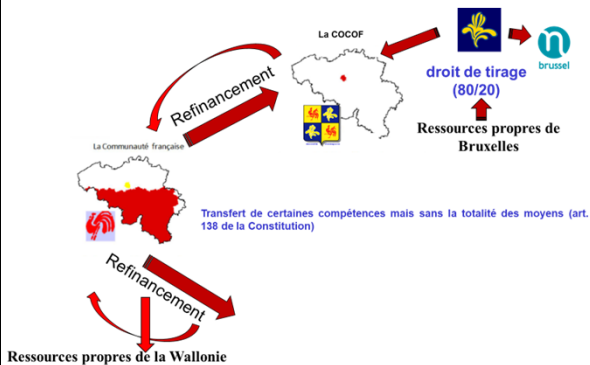 La COCOF
brussel
Refinancement
droit de tirage
(80/20)
Ressources propres de
Bruxelles
La Communauté française
Transfert de certaines compétences mais sans la totalité des moyens (art.
138 de la Constitution)
Refinancement
Ressources propres de la Wallonie